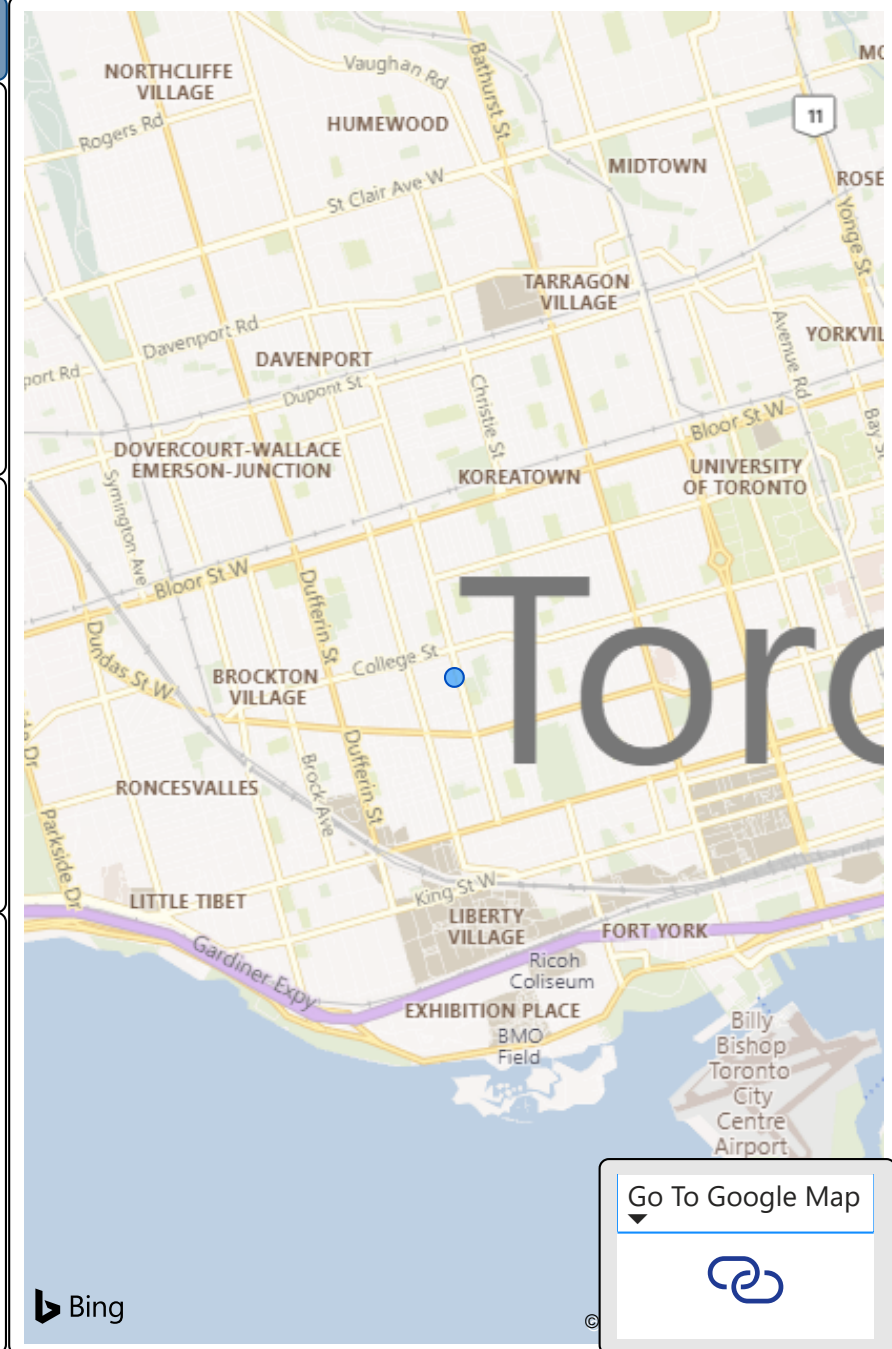 NORTHCLIFFE
VILLAGE
Vaughan Rd
Bathurst St
MO
Rogers Rd
HUMEWOOD
11
MIDTOWN
ROSE
St Clair Ave W
Yonge St
TARRAGON
VILLAGE
Davenport Rd
DAVENPORT
Avenue Rd
YORKVIL
port Rd
Dupont St
Christie St
Bloor St W
Bay St
DOVERCOURT-WALLACE
EMERSON-JUNCTION
KOREATOWN
UNIVERSITY
OF TORONTO
Symington Ave
Bloor St W
Dufferin St
Toro
Dundas St W
College St
BROCKTON
VILLAGE
de Dr
Dufferin St
Brock Ave
RONCESVALLES
Parkside Dr
King St W
LITTLE TIBET
LIBERTY
VILLAGE
FORT YORK
Gardiner Expy
Ricoh
Coliseum
EXHIBITION PLACE
BMO
Field
Billy
Bishop
Toronto
City
Centre
Airport
Go To Google Map
Bing
©